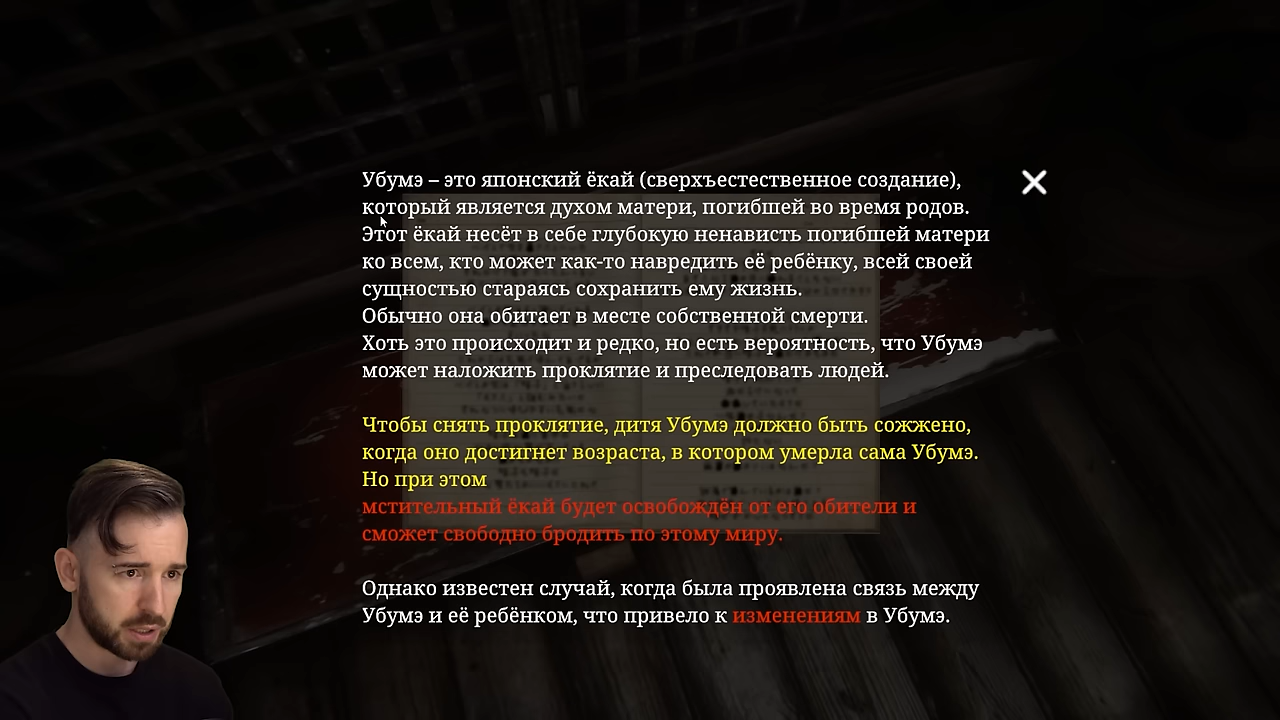 Убумэ – это японский ёкай (сверхъестественное создание),
который является духом матери, погибшей во время родов.
Этот ёкай несёт в себе глубокую ненависть погибшей матери
ко всем, кто может как-то навредить её ребёнку, всей своей
сущностью стараясь сохранить ему жизнь.
Обычно она обитает в месте собственной смерти.
Хоть это происходит и редко, но есть вероятность, что Убумэ
может наложить проклятие и преследовать людей.
Чтобы снять проклятие, дитя Убумэ должно быть сожжено,
когда оно достигнет возраста, в котором умерла сама Убумэ.
Но при этом
мстительный ёкай будет освобождён от его обители и
сможет свободно бродить по этому миру.
Однако известен случай, когда была проявлена связь между
Убумэ и её ребёнком, что привело к изменениям в Убумэ.